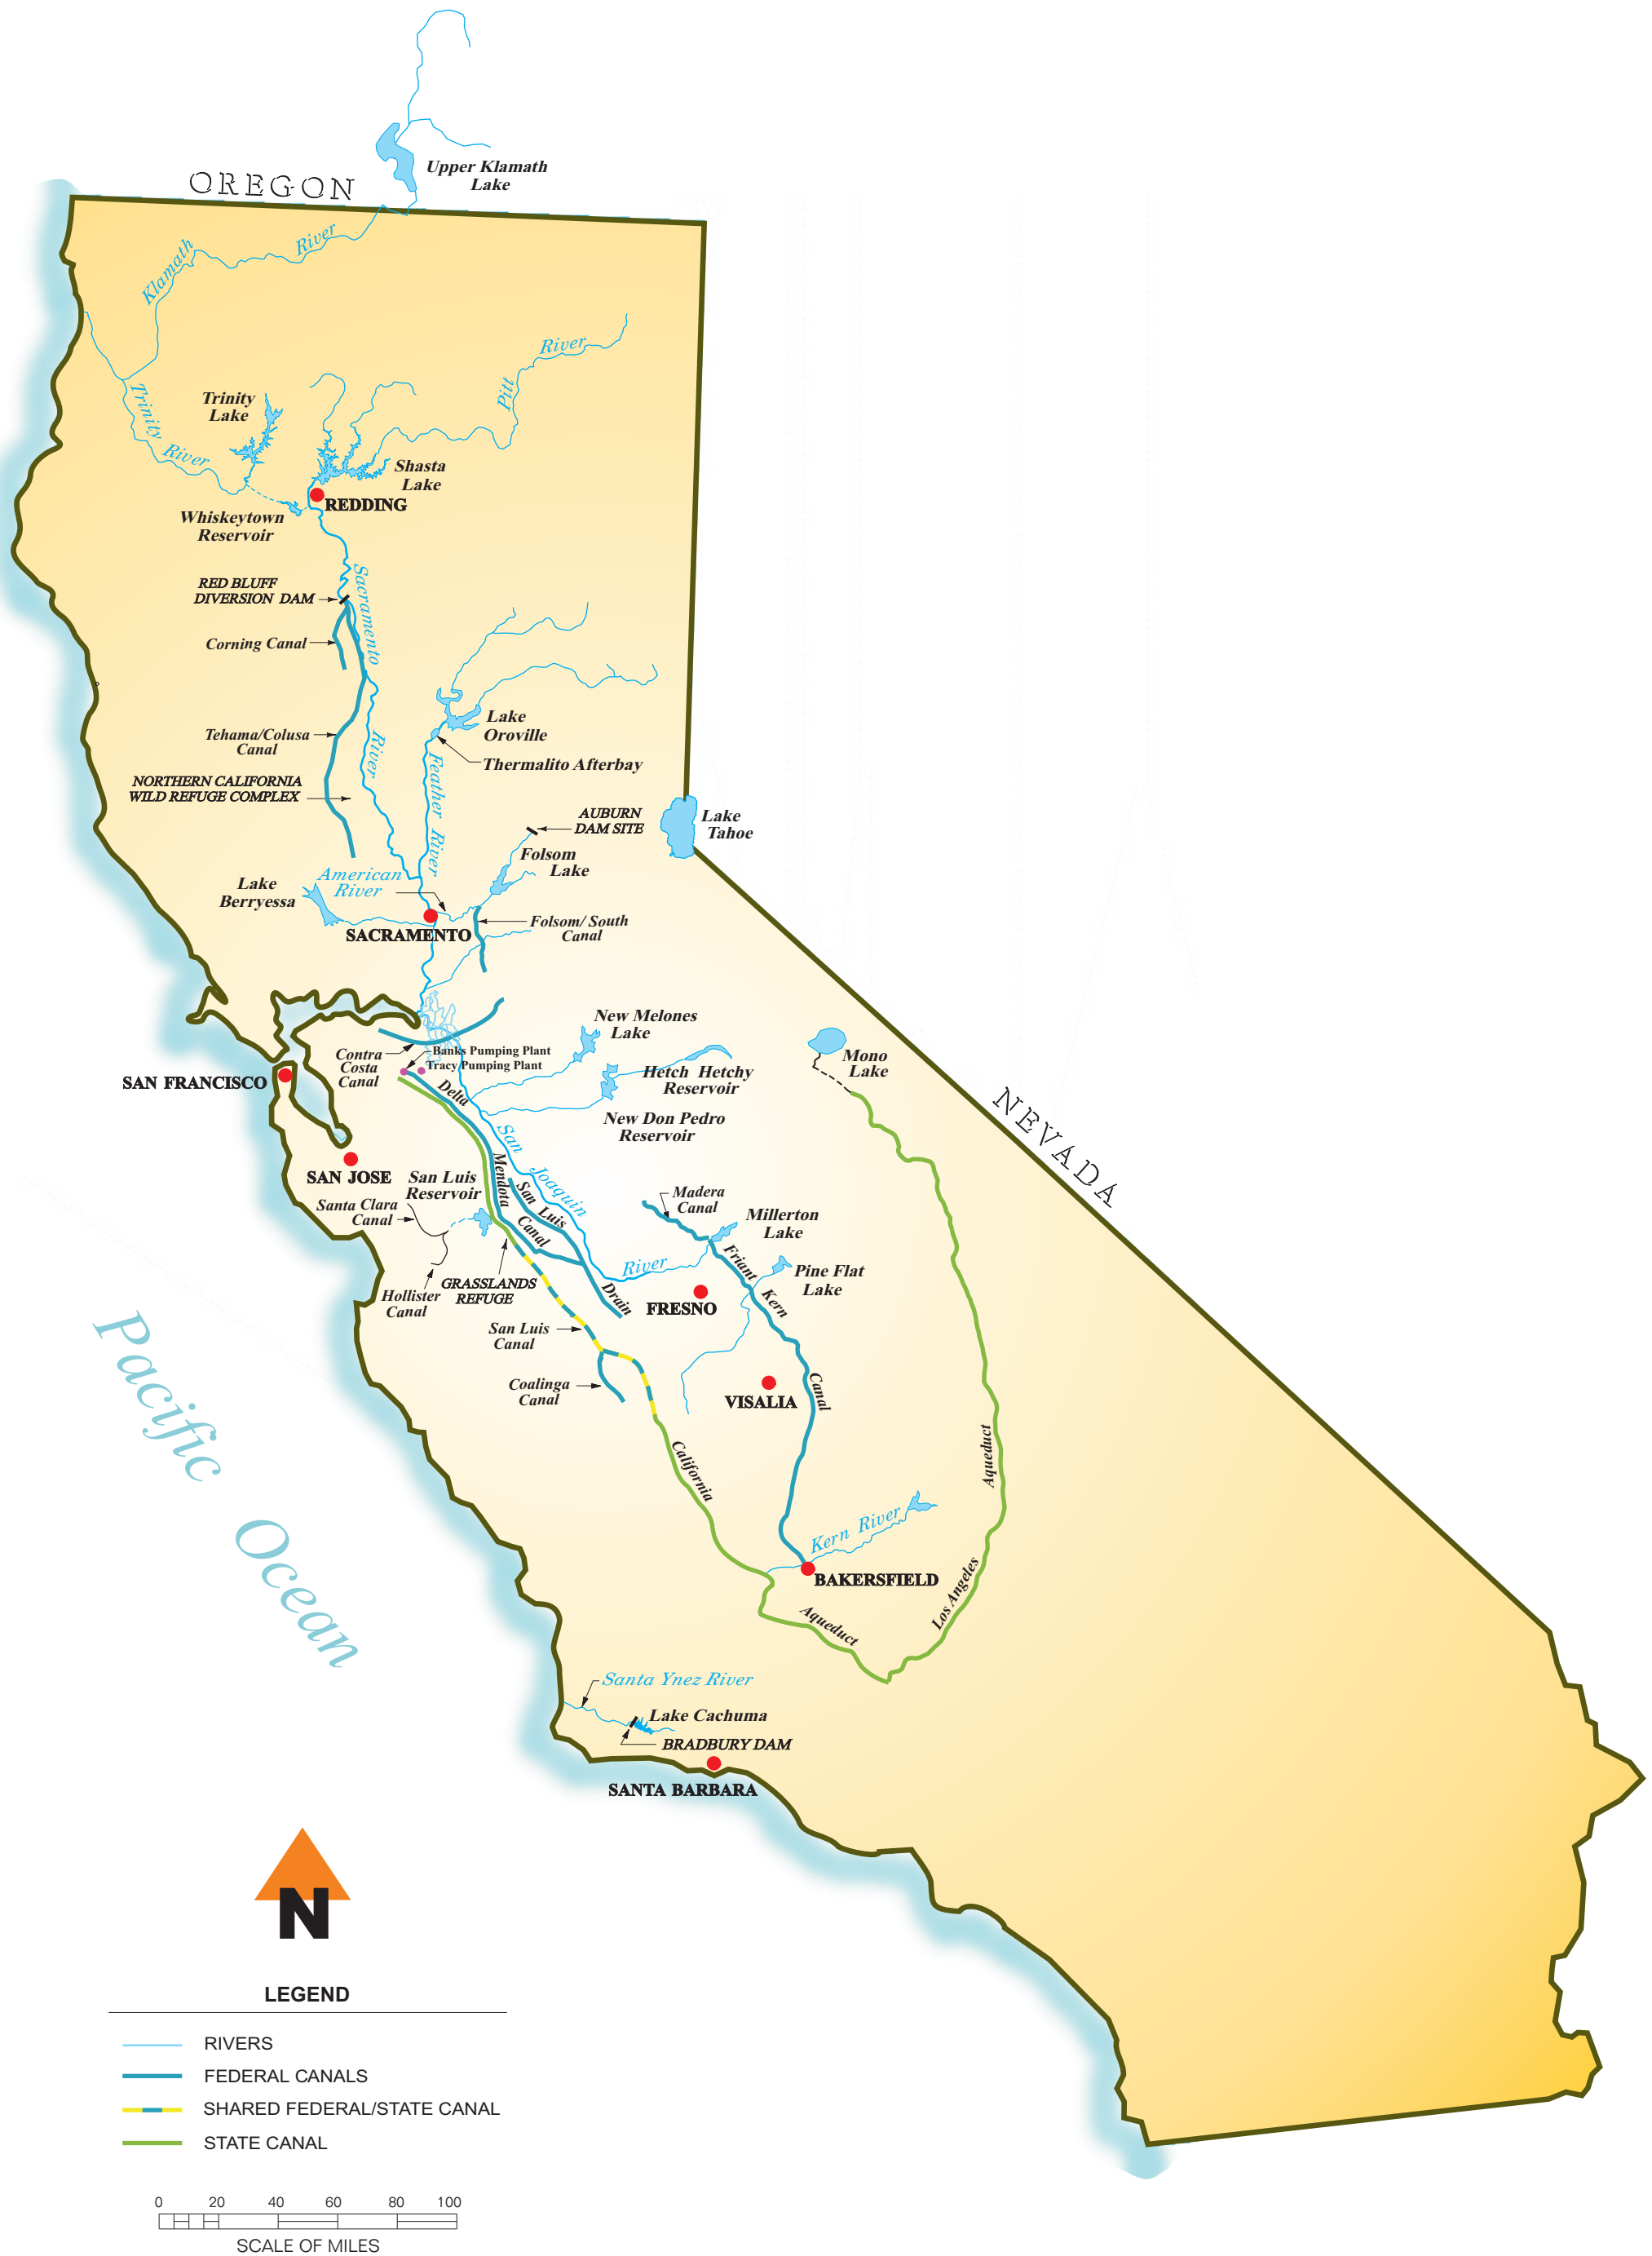 Upper Klamath
Lake
OREGON
Klamath
River
Pitt
River
Trinity
River
Trinity
Lake
Shasta
Lake
REDDING
Whiskeytown
Reservoir
Sacramento
River
RED BLUFF
DIVERSION DAM
Corning Canal
Lake
Oroville
Tehama/Colusa
Canal
Thermalito Afterbay
Feather River
NORTHERN CALIFORNIA
WILD REFUGE COMPLEX
AUBURN
DAM SITE
Lake
Tahoe
Folsom
Lake
American
River
Lake
Berryessa
Folsom/ South
Canal
SACRAMENTO
New Melones
Lake
Mono
Lake
Contra
Costa
Canal
Banks Pumping Plant
Tracy Pumping Plant
Hetch Hetchy
Reservoir
SAN FRANCISCO
NEVADA
New Don Pedro
Reservoir
Delta
Mendota
Canal
San Joaquin
River
San Luis
Drain
SAN JOSE
San Luis
Reservoir
Santa Clara
Canal
Madera
Canal
Millerton
Lake
Friant
Kern
Canal
Pine Flat
Lake
GRASSLANDS
REFUGE
Hollister
Canal
FRESNO
San Luis
Canal
Coalinga
Canal
VISALIA
Pacific
Ocean
California
Aqueduct
Aqueduct
Los Angeles
Kern River
BAKERSFIELD
Santa Ynez River
Lake Cachuma
BRADBURY DAM
SANTA BARBARA
N
LEGEND
RIVERS
FEDERAL CANALS
SHARED FEDERAL/STATE CANAL
STATE CANAL
0 20 40 60 80 100
SCALE OF MILES